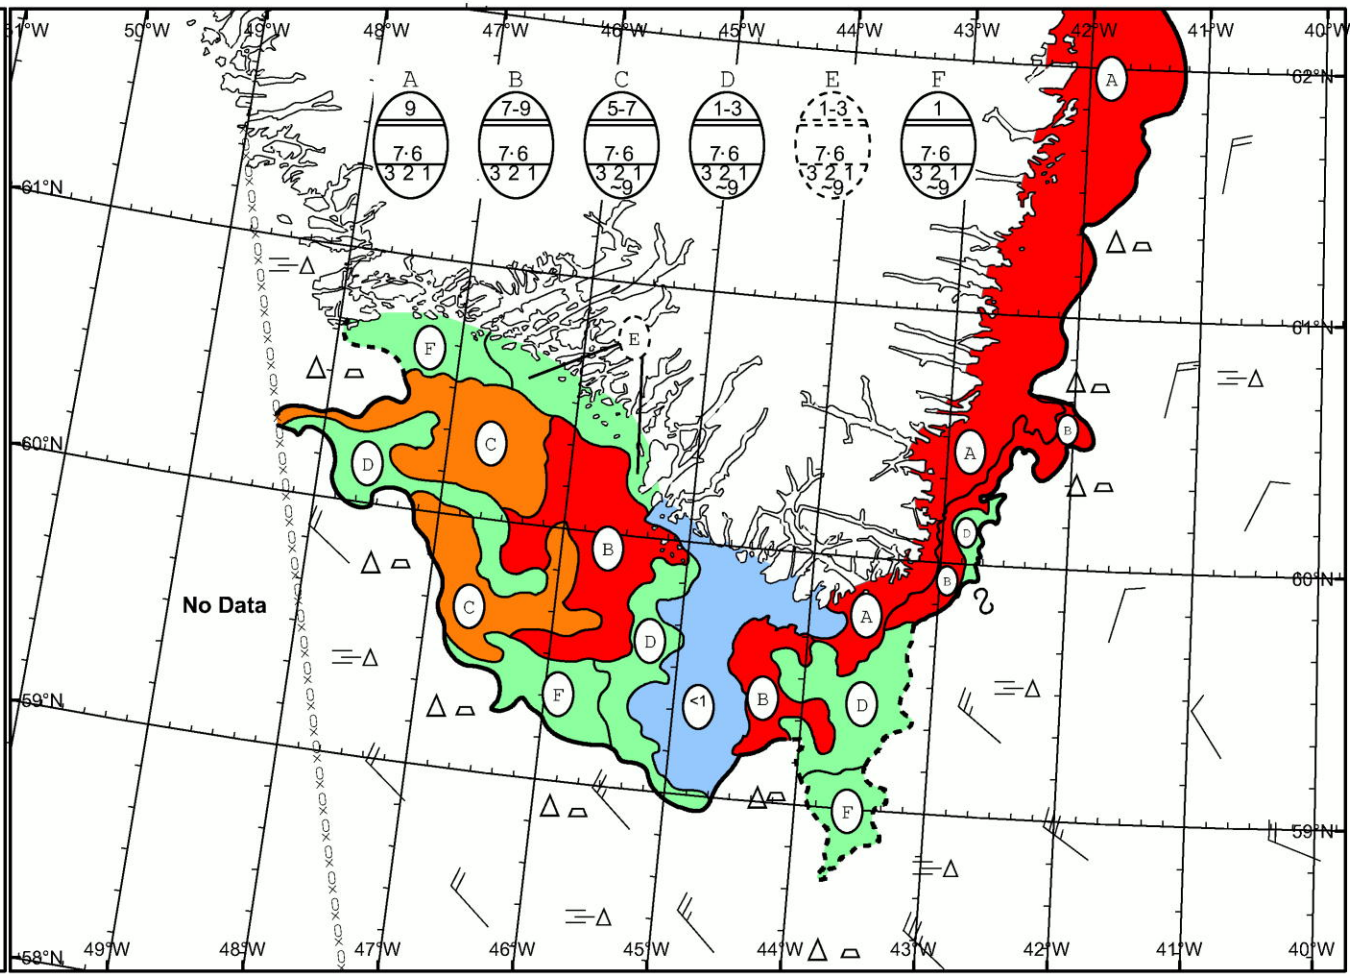 51°W 50°W 49°W 48°W 47°W 46°W 45°W 44°W 43°W 42°W 41°W 40°W
62°N
A B C D E F
9 7-9 5-7 1-3 1-3 1
7·6 7·6 7·6 7·6 7·6 7·6
3 2 1 3 2 1 3 2 1 3 2 1 3 2 1 3 2 1
~9 ~9 ~9 ~9
A
61°N
61°N
E
F
B
60°N
C
A
D
D
B
60°N
B
No Data
C
A
D
F
<1
B
D
59°N
F
59°N
58°N
49°W 48°W 47°W 46°W 45°W 44°W 43°W 42°W 41°W 40°W